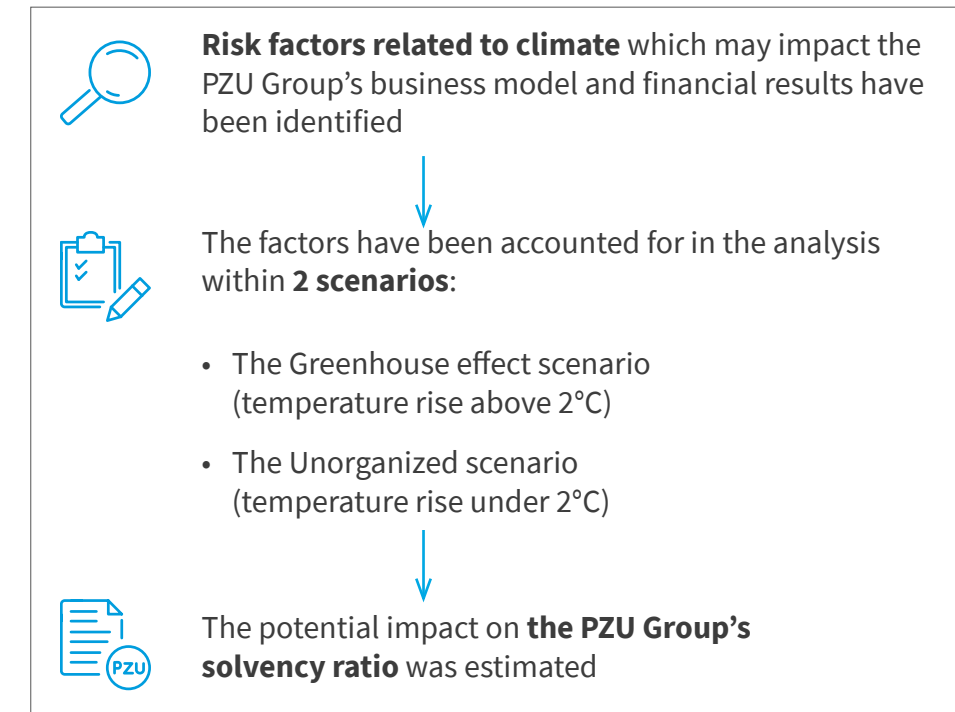 Risk factors related to climate which may impact the
PZU Group’s business model and financial results have
been identified
The factors have been accounted for in the analysis
within 2 scenarios:
• The Greenhouse effect scenario
(temperature rise above 2°C)
• The Unorganized scenario
(temperature rise under 2°C)
The potential impact on the PZU Group’s
solvency ratio was estimated
PZU